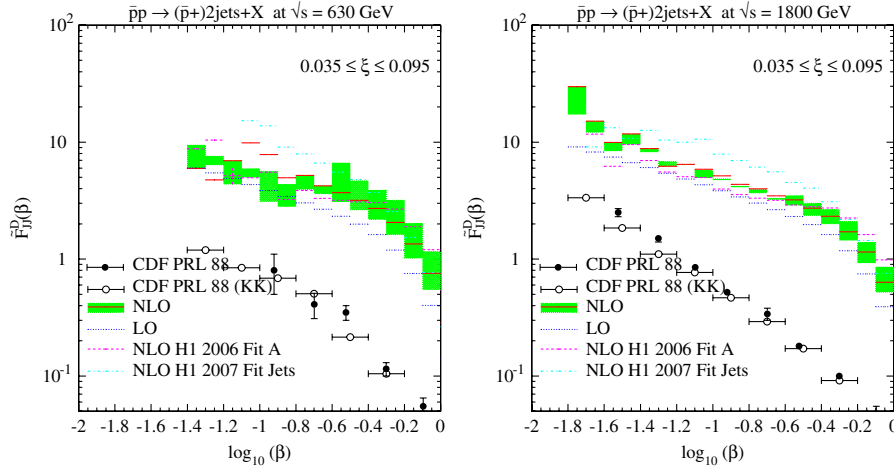 p̄p → (p̄+)2jets+X at √s = 630 GeV
10²
10
1
10⁻¹
F̃ᴰJJ(β)
0.035 ≤ ξ ≤ 0.095
CDF PRL 88
CDF PRL 88 (KK)
NLO
LO
NLO H1 2006 Fit A
NLO H1 2007 Fit Jets
-2 -1.8 -1.6 -1.4 -1.2 -1 -0.8 -0.6 -0.4 -0.2 0
log₁₀ (β)
p̄p → (p̄+)2jets+X at √s = 1800 GeV
10²
10
1
10⁻¹
F̃ᴰJJ(β)
0.035 ≤ ξ ≤ 0.095
CDF PRL 88
CDF PRL 88 (KK)
NLO
LO
NLO H1 2006 Fit A
NLO H1 2007 Fit Jets
-2 -1.8 -1.6 -1.4 -1.2 -1 -0.8 -0.6 -0.4 -0.2 0
log₁₀ (β)